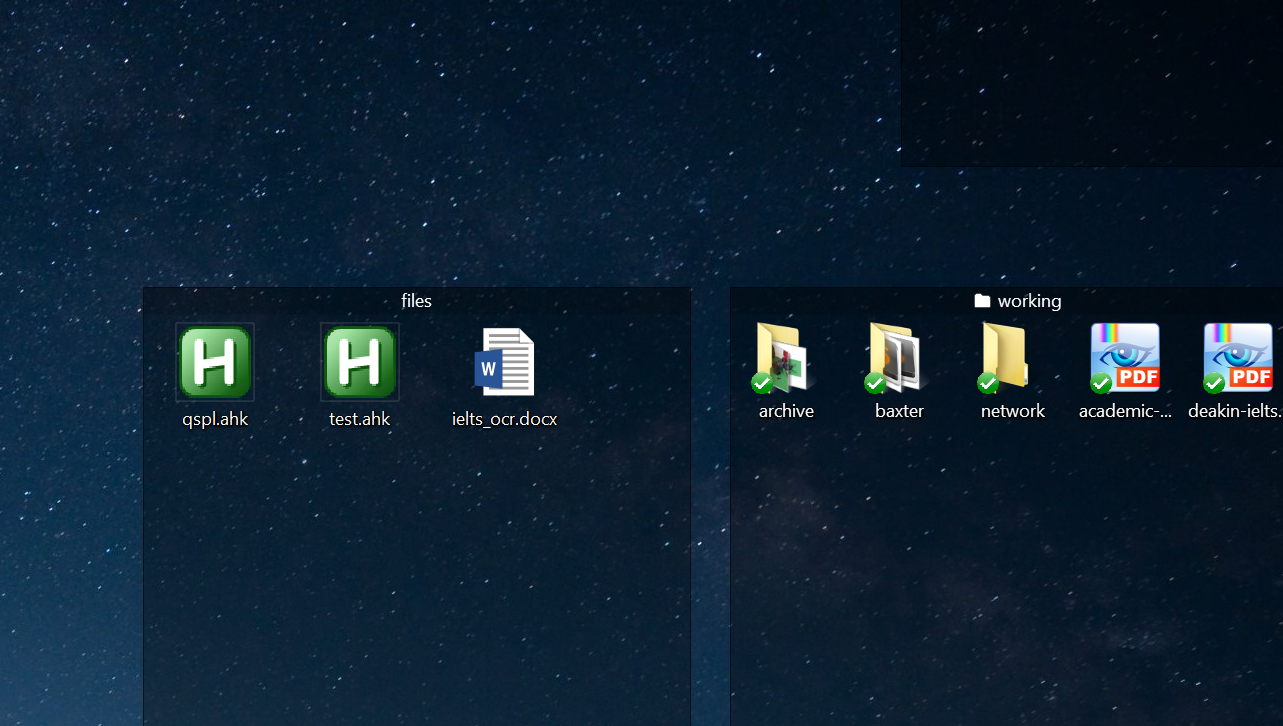 files
qspl.ahk
test.ahk
W
ielts_ocr.docx
working
archive
baxter
network
PDF
academic-...
PDF
deakin-ielts.